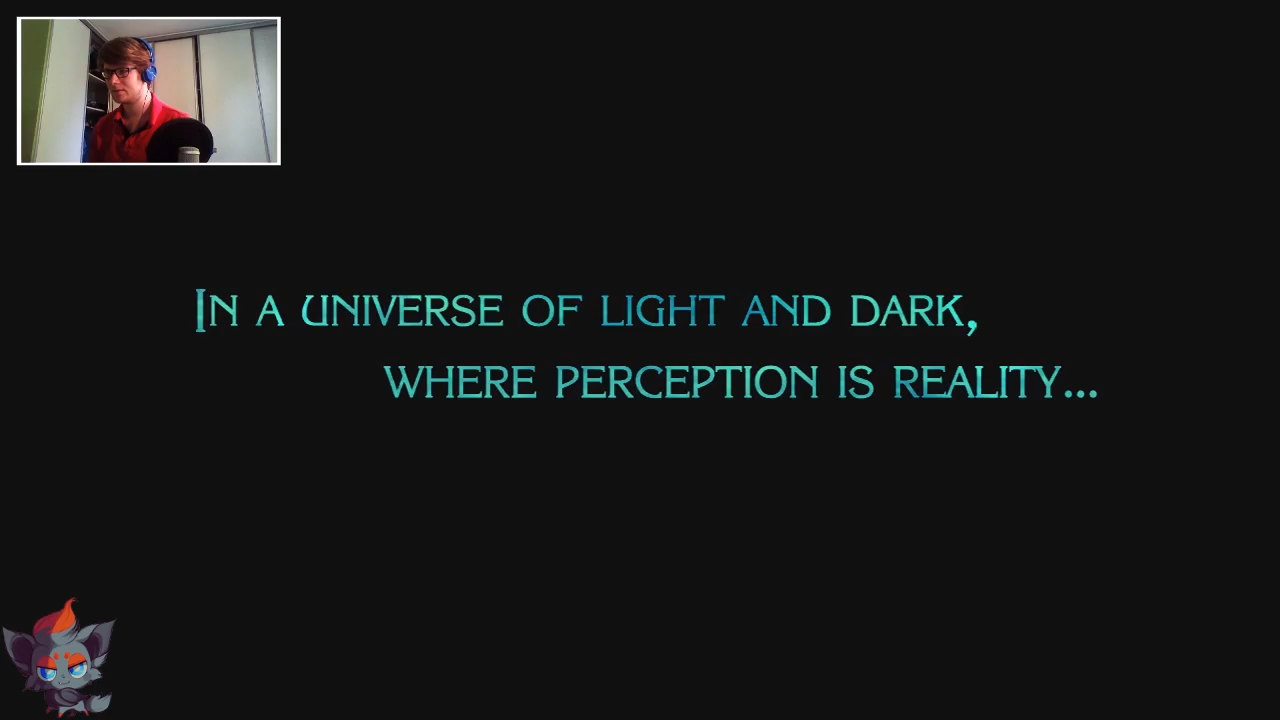 In a universe of light and dark,
where perception is reality...